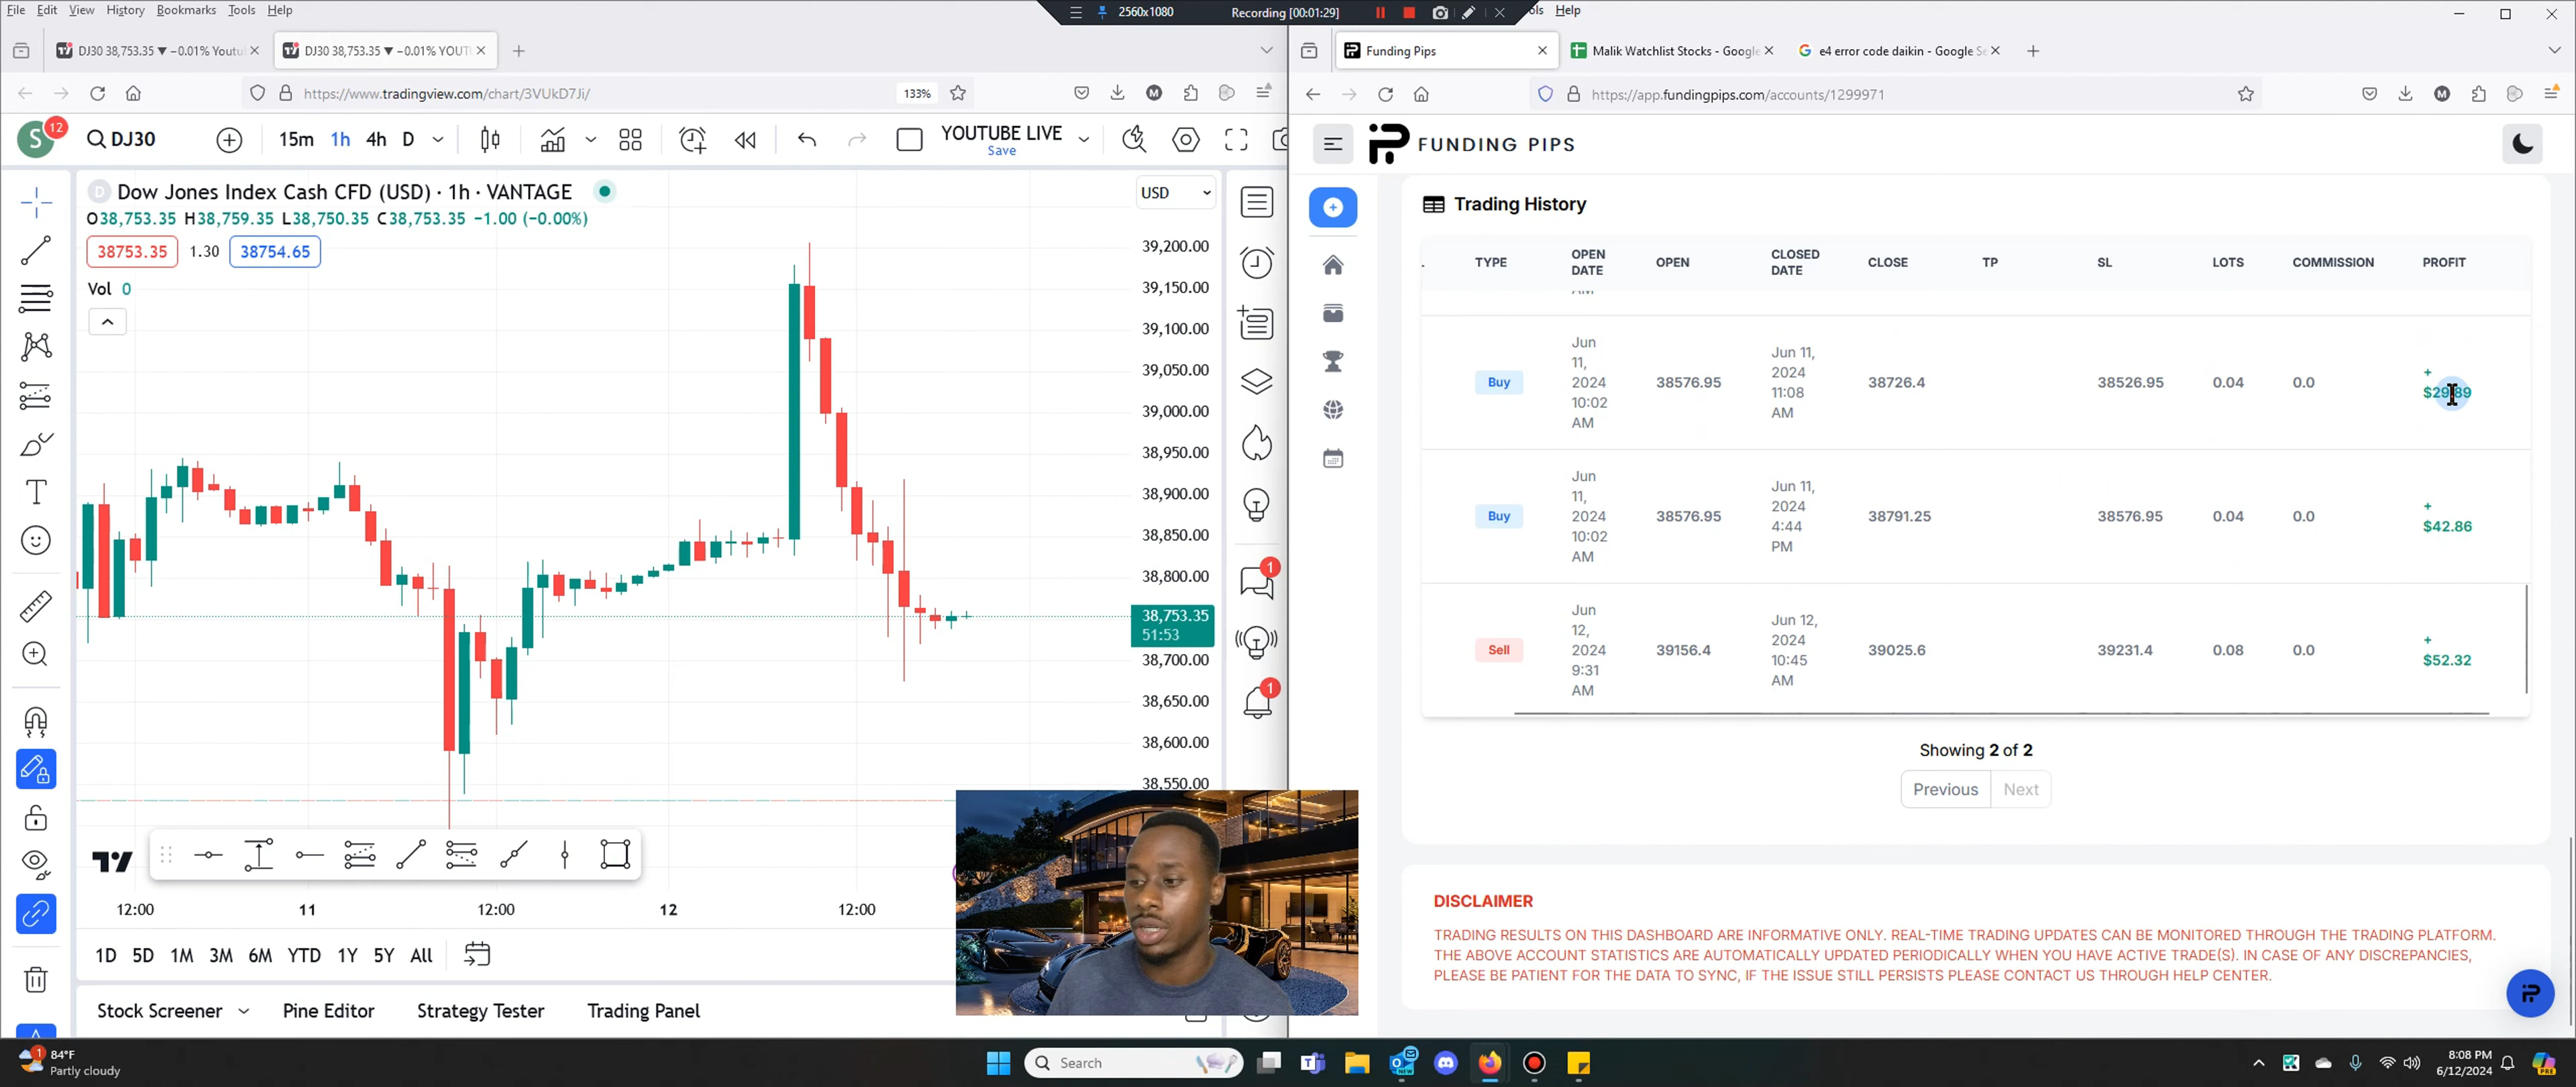 File Edit View History Bookmarks Tools Help
2560x1080 Recording [00:01:29]
ols Help
DJ30 38,753.35 ▼ −0.01% Youtu
DJ30 38,753.35 ▼ −0.01% YOUT
Funding Pips
Malik Watchlist Stocks - Google
e4 error code daikin - Google Se
https://www.tradingview.com/chart/3VUkD7Ji/
133%
https://app.fundingpips.com/accounts/1299971
S 12
DJ30
15m 1h 4h D
YOUTUBE LIVE
Save
FUNDING PIPS
D Dow Jones Index Cash CFD (USD) · 1h · VANTAGE
USD
O38,753.35 H38,759.35 L38,750.35 C38,753.35 −1.00 (−0.00%)
38753.35 1.30 38754.65
Vol 0
39,200.00
39,150.00
39,100.00
39,050.00
39,000.00
38,950.00
38,900.00
38,850.00
38,800.00
38,753.35
51:53
38,700.00
38,650.00
38,600.00
38,550.00
1
1
12:00 11 12:00 12 12:00
1D 5D 1M 3M 6M YTD 1Y 5Y All
Stock Screener Pine Editor Strategy Tester Trading Panel
Trading History
TYPE OPEN DATE OPEN CLOSED DATE CLOSE TP SL LOTS COMMISSION PROFIT
AM
Buy Jun 11, 2024 10:02 AM 38576.95 Jun 11, 2024 11:08 AM 38726.4 38526.95 0.04 0.0 + $29.89
Buy Jun 11, 2024 10:02 AM 38576.95 Jun 11, 2024 4:44 PM 38791.25 38576.95 0.04 0.0 + $42.86
Sell Jun 12, 2024 9:31 AM 39156.4 Jun 12, 2024 10:45 AM 39025.6 39231.4 0.08 0.0 + $52.32
Showing 2 of 2
Previous Next
DISCLAIMER
TRADING RESULTS ON THIS DASHBOARD ARE INFORMATIVE ONLY. REAL-TIME TRADING UPDATES CAN BE MONITORED THROUGH THE TRADING PLATFORM.
THE ABOVE ACCOUNT STATISTICS ARE AUTOMATICALLY UPDATED PERIODICALLY WHEN YOU HAVE ACTIVE TRADE(S). IN CASE OF ANY DISCREPANCIES,
PLEASE BE PATIENT FOR THE DATA TO SYNC, IF THE ISSUE STILL PERSISTS PLEASE CONTACT US THROUGH HELP CENTER.
1 84°F
Partly cloudy
Search
8:08 PM
6/12/2024